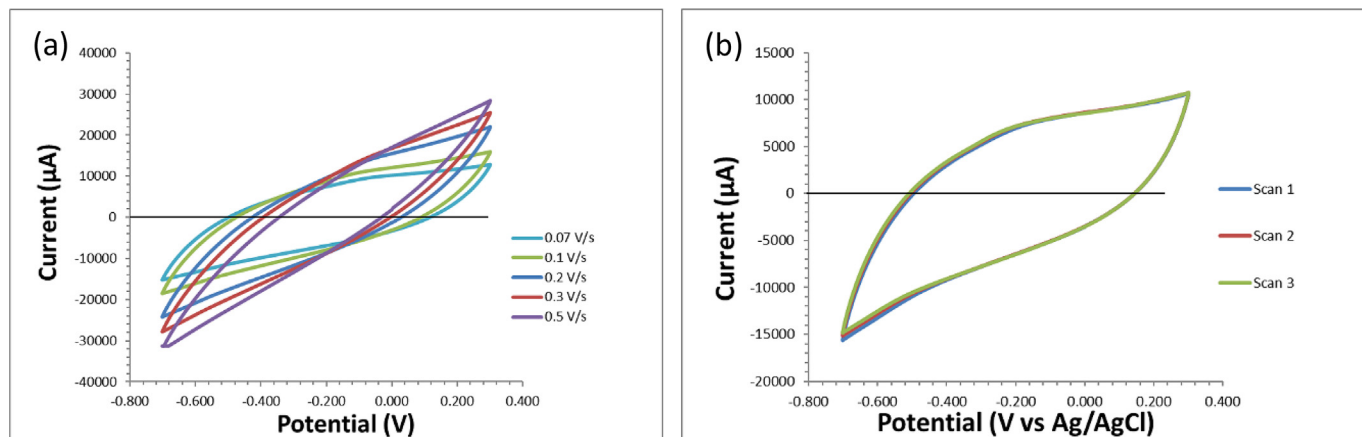 (a)
40000
30000
20000
10000
0
-10000
-20000
-30000
-40000
-0.800 -0.600 -0.400 -0.200 0.000 0.200 0.400
Current (µA)
Potential (V)
0.07 V/s
0.1 V/s
0.2 V/s
0.3 V/s
0.5 V/s
(b)
15000
10000
5000
0
-5000
-10000
-15000
-20000
-0.800 -0.600 -0.400 -0.200 0.000 0.200 0.400
Current (µA)
Potential (V vs Ag/AgCl)
Scan 1
Scan 2
Scan 3